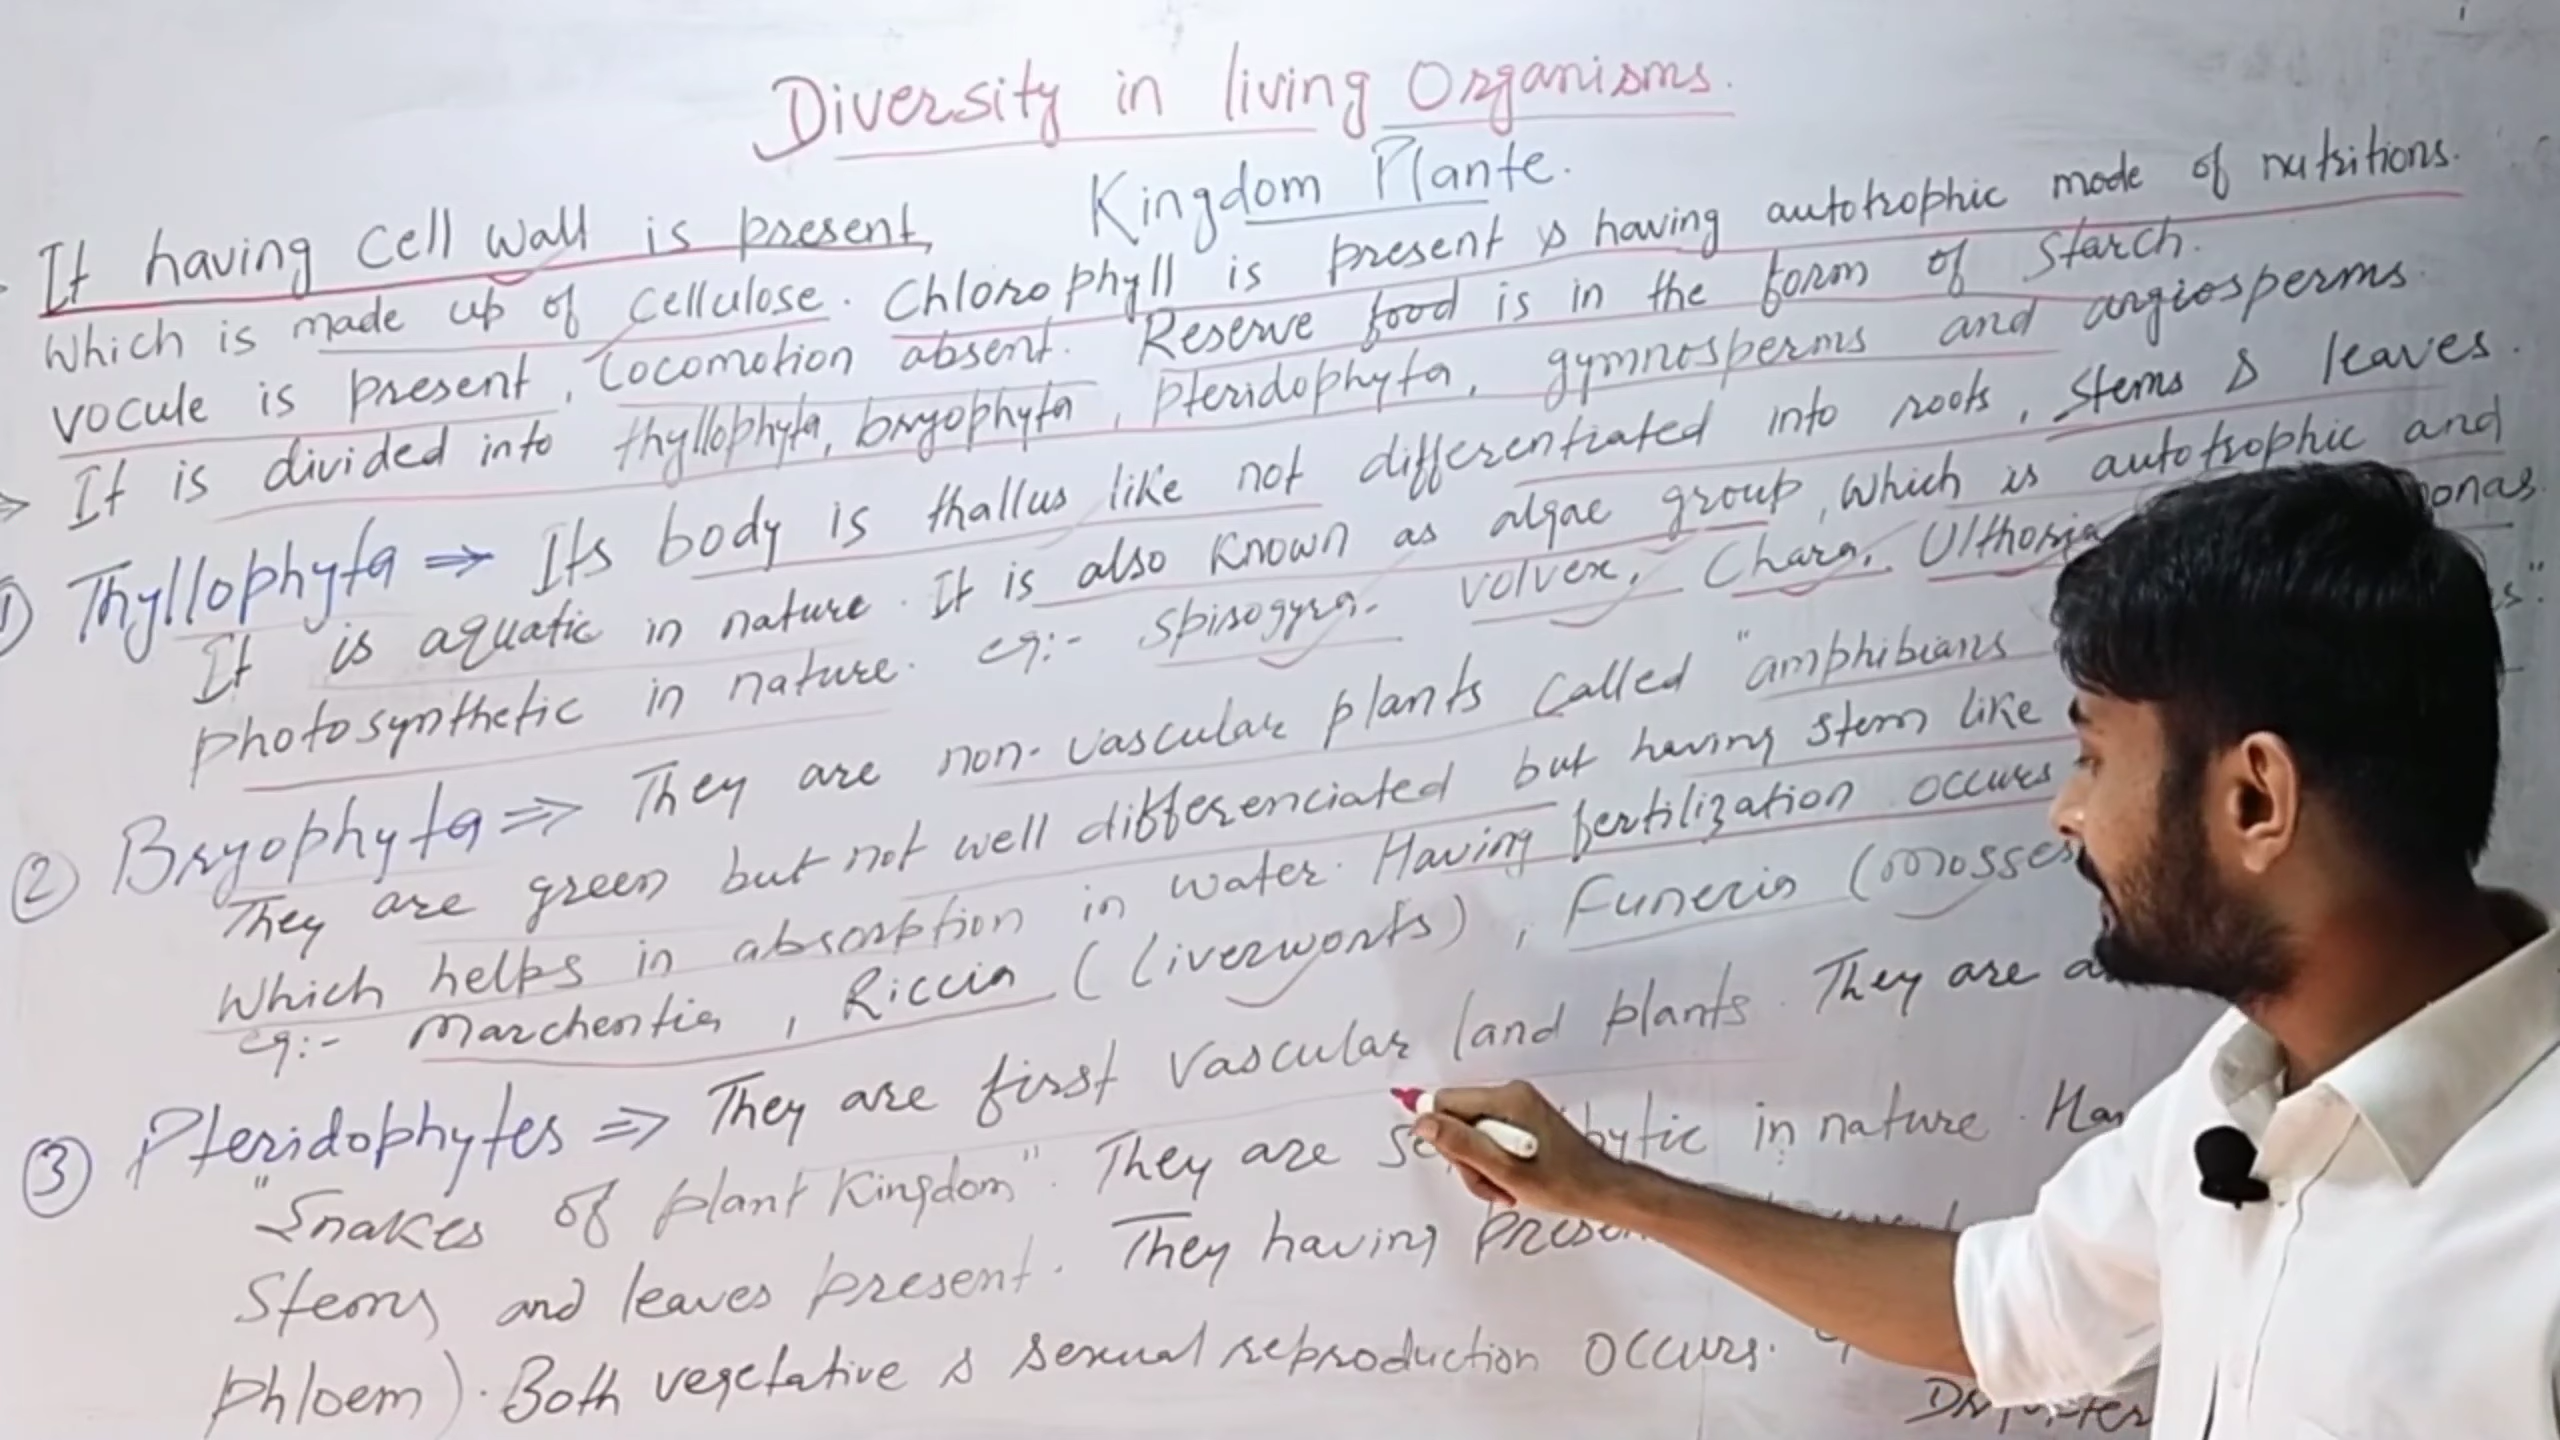 Diversity in living Organisms.
Kingdom Plante.
It having Cell wall is present,
Which is made up of cellulose. Chlorophyll is present & having autotrophic mode of nutritions.
Vocule is present, Locomotion absent. Reserve food is in the form of Starch.
It is divided into thyllophyta, bryophyta, pteridophyta, gymnosperms and angiosperms.
1) Thyllophyta ⇒ Its body is thallus like not differentiated into roots, stems & leaves.
It is aquatic in nature. It is also known as algae group, which is autotrophic and
photosynthetic in nature. eg:- spirogyra. volvex, Chara, Ulthoria onas.
2 Bryophyta ⇒ They are non-vascular plants called "amphibians s".
They are green but not well differenciated but having stem like
Which helps in absorption in water. Having fertilization occurs
eg:- Marchentia, Riccia (Liverworts), Funeria (mosses
3 Pteridophytes ⇒ They are first vascular land plants. They are
"Snakes of plant Kingdom". They are in nature.
Stems and leaves present. They having
Phloem). Both vegetative & sexual reproduction occurs.